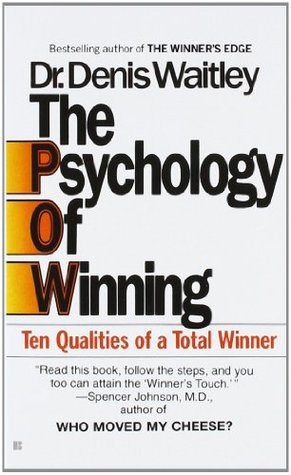 Bestselling author of THE WINNER'S EDGE
Dr. Denis Waitley
The
Psychology
Of
Winning
Ten Qualities of a Total Winner
"Read this book, follow the steps, and you
too can attain the 'Winner's Touch.'"
—Spencer Johnson, M.D.,
author of
WHO MOVED MY CHEESE?
B